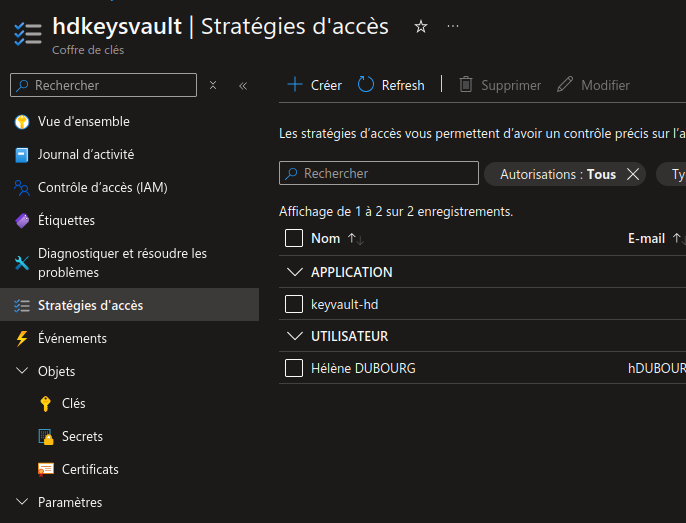 hdkeysvault | Stratégies d'accès
Coffre de clés
Rechercher
Vue d'ensemble
Journal d’activité
Contrôle d’accès (IAM)
Étiquettes
Diagnostiquer et résoudre les
problèmes
Stratégies d'accès
Événements
Objets
Clés
Secrets
Certificats
Paramètres
Créer
Refresh
Supprimer
Modifier
Les stratégies d’accès vous permettent d’avoir un contrôle précis sur l’a
Rechercher
Autorisations : Tous
Ty
Affichage de 1 à 2 sur 2 enregistrements.
Nom
E-mail
APPLICATION
keyvault-hd
UTILISATEUR
Hélène DUBOURG
hDUBOUR